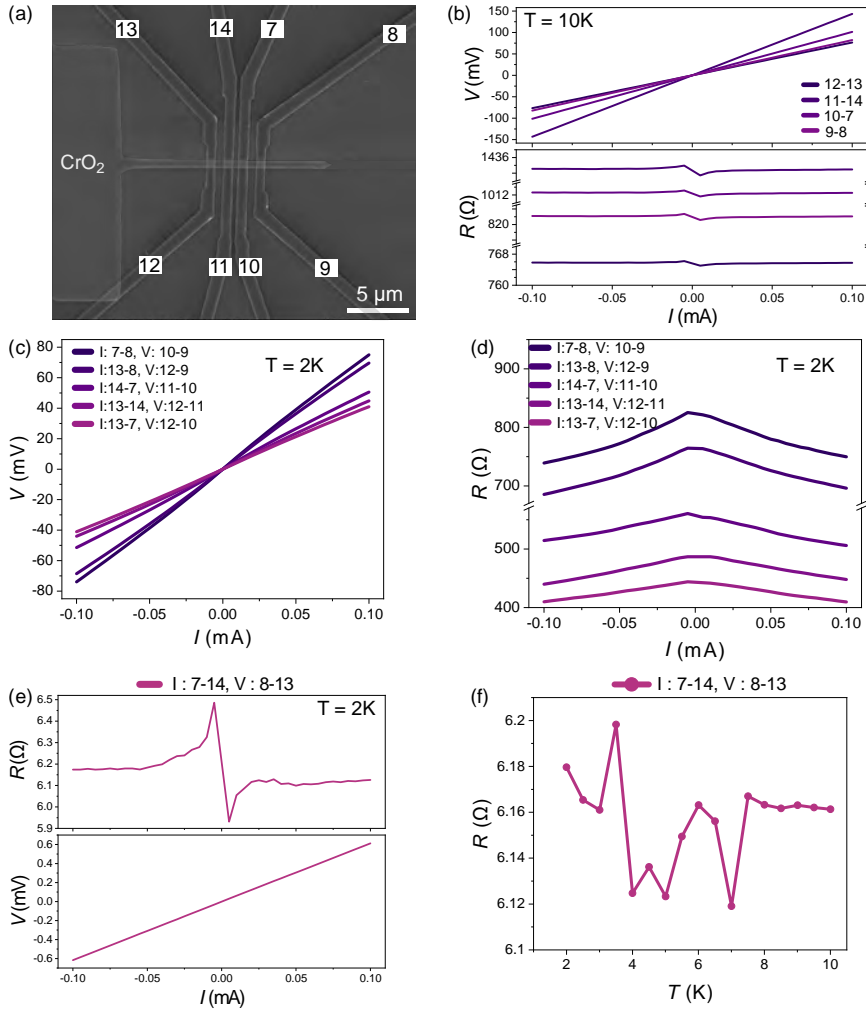 (a)
13
14
7
8
CrO₂
12
11
10
9
5 µm
(b)
T = 10K
V (mV)
150
100
50
0
-50
-100
-150
12-13
11-14
10-7
9-8
R (Ω)
1436
1012
820
768
760
-0.10
-0.05
0.00
0.05
0.10
I (mA)
(c)
I: 7-8, V: 10-9
I:13-8, V:12-9
I:14-7, V:11-10
I:13-14, V:12-11
I:13-7, V:12-10
T = 2K
V (mV)
80
60
40
20
0
-20
-40
-60
-80
-0.10
-0.05
0.00
0.05
0.10
I (mA)
(d)
I:7-8, V: 10-9
I:13-8, V:12-9
I:14-7, V:11-10
I:13-14, V:12-11
I:13-7, V:12-10
T = 2K
R (Ω)
900
800
700
500
400
-0.10
-0.05
0.00
0.05
0.10
I (mA)
(e)
I : 7-14, V : 8-13
T = 2K
R(Ω)
6.5
6.4
6.3
6.2
6.1
6.0
5.9
V (mV)
0.6
0.4
0.2
0.0
-0.2
-0.4
-0.6
-0.10
-0.05
0.00
0.05
0.10
I (mA)
(f)
I : 7-14, V : 8-13
R (Ω)
6.2
6.18
6.16
6.14
6.12
6.1
2
4
6
8
10
T (K)